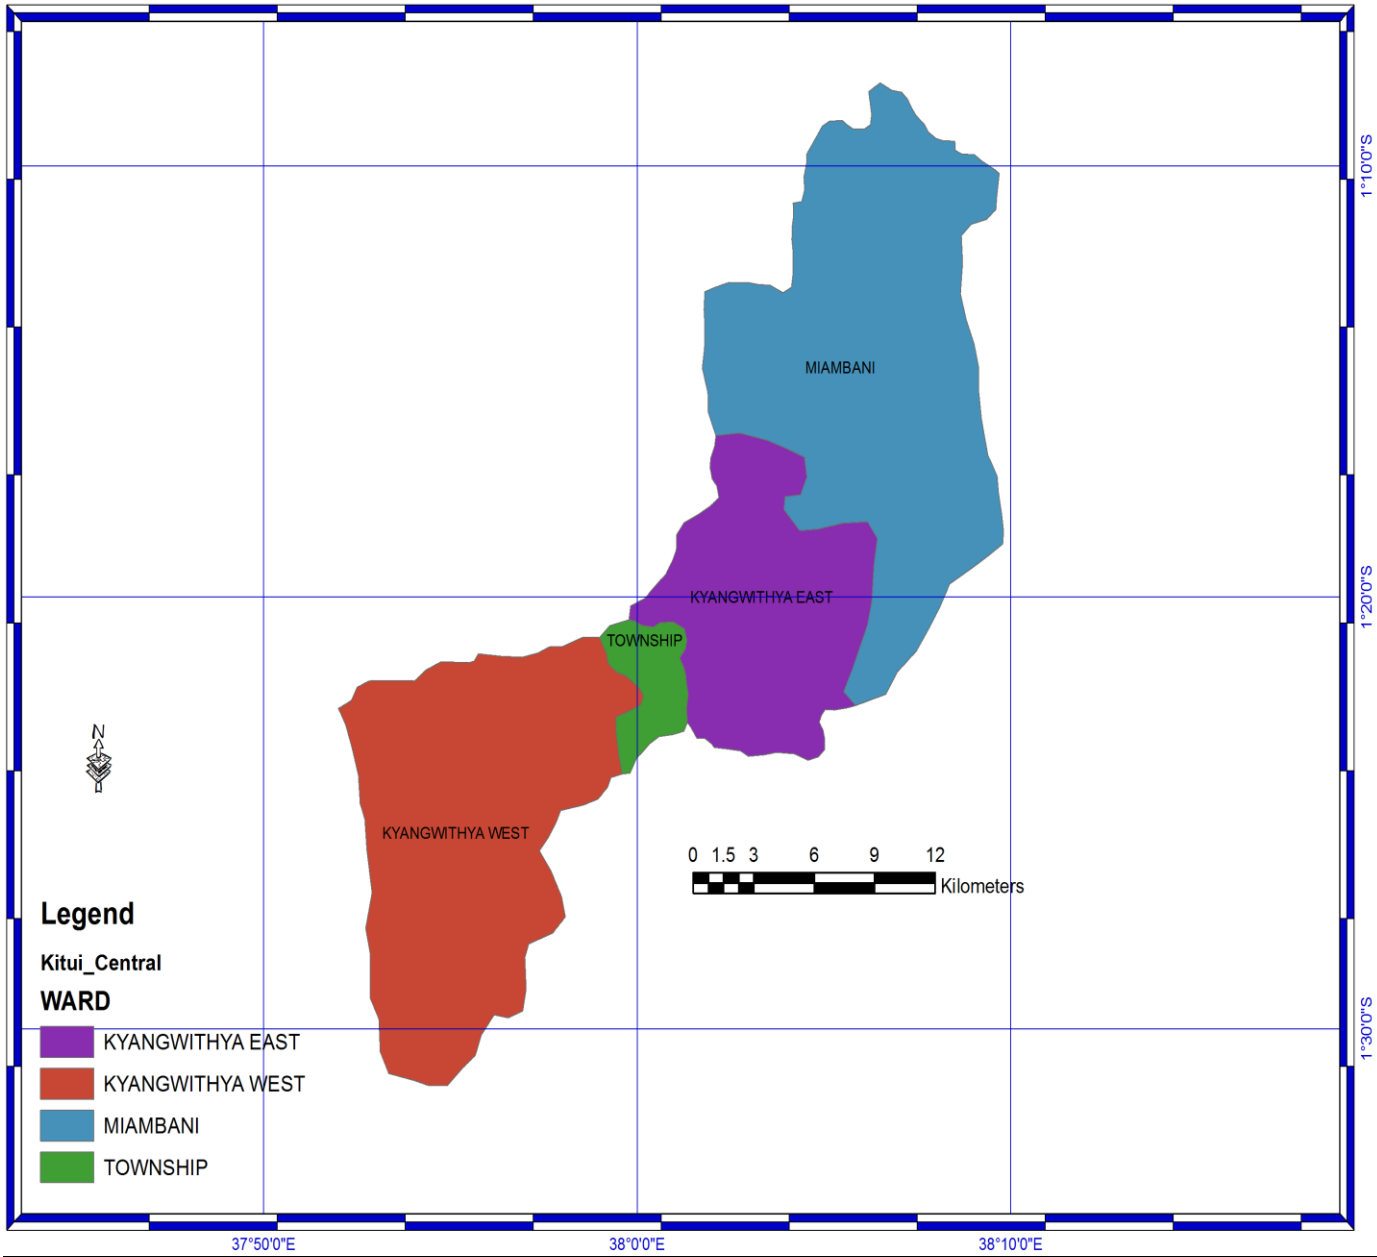 1°10'0"S
MIAMBANI
KYANGWITHYA EAST
1°20'0"S
TOWNSHIP
N
KYANGWITHYA WEST
0 1.5 3 6 9 12
Kilometers
Legend
Kitui_Central
WARD
KYANGWITHYA EAST
KYANGWITHYA WEST
MIAMBANI
TOWNSHIP
1°30'0"S
37°50'0"E 38°0'0"E 38°10'0"E